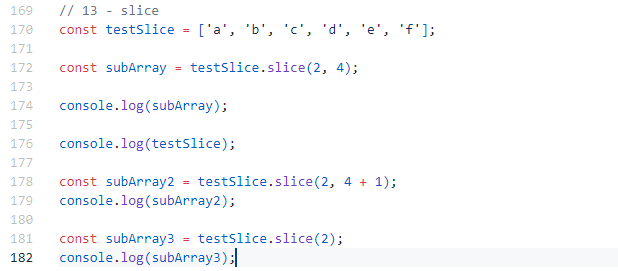 169 // 13 - slice
170 const testSlice = ['a', 'b', 'c', 'd', 'e', 'f'];
171
172 const subArray = testSlice.slice(2, 4);
173
174 console.log(subArray);
175
176 console.log(testSlice);
177
178 const subArray2 = testSlice.slice(2, 4 + 1);
179 console.log(subArray2);
180
181 const subArray3 = testSlice.slice(2);
182 console.log(subArray3);